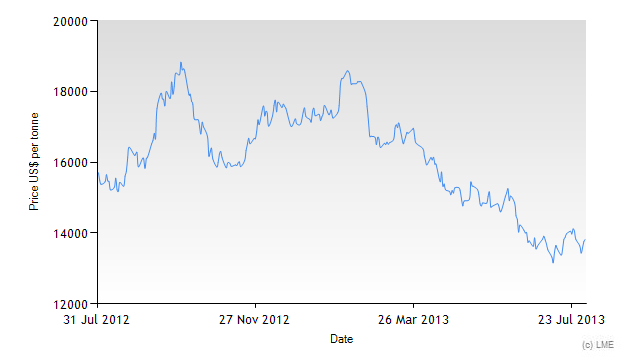 20000
18000
16000
14000
12000
Price US$ per tonne
31 Jul 2012 27 Nov 2012 26 Mar 2013 23 Jul 2013
Date
(c) LME